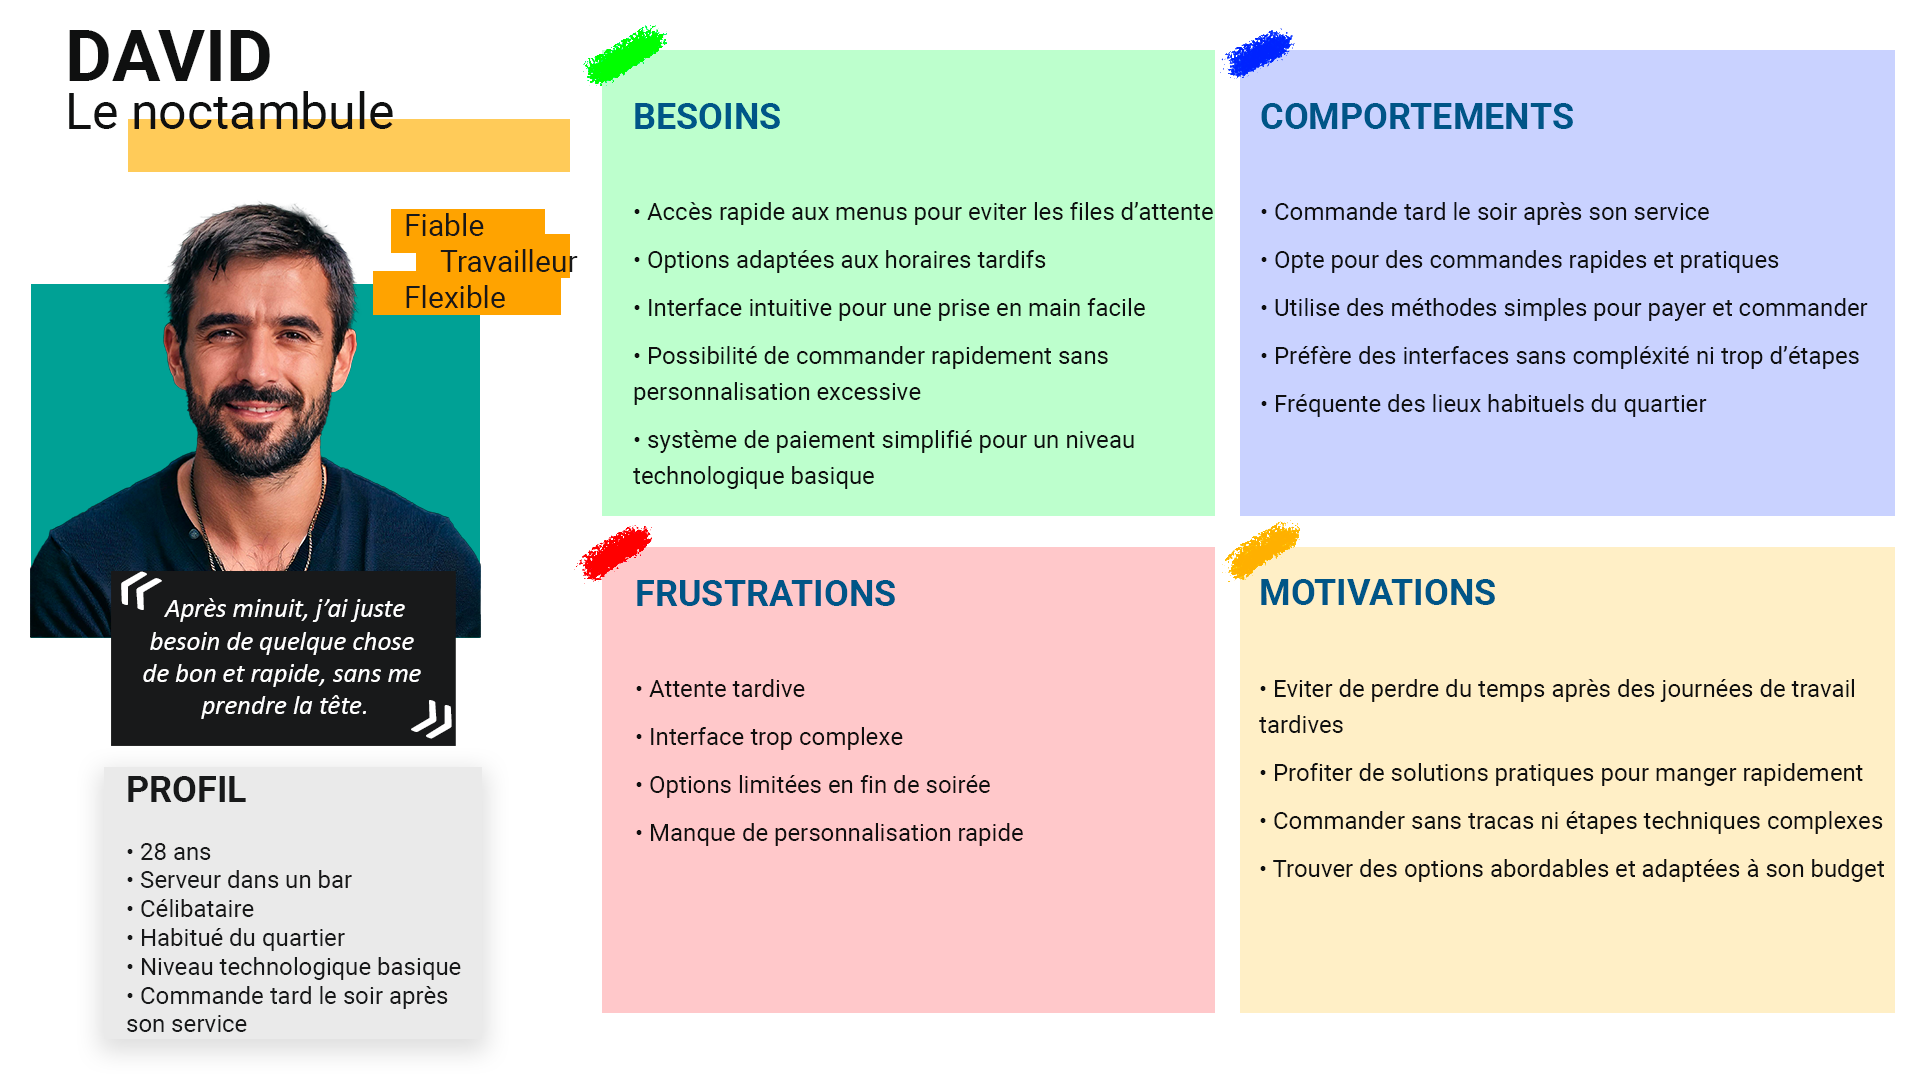 DAVID
Le noctambule
Fiable
Travailleur
Flexible
« Après minuit, j’ai juste
besoin de quelque chose
de bon et rapide, sans me
prendre la tête. »
PROFIL
• 28 ans
• Serveur dans un bar
• Célibataire
• Habitué du quartier
• Niveau technologique basique
• Commande tard le soir après
son service
BESOINS
• Accès rapide aux menus pour eviter les files d’attente
• Options adaptées aux horaires tardifs
• Interface intuitive pour une prise en main facile
• Possibilité de commander rapidement sans
personnalisation excessive
• système de paiement simplifié pour un niveau
technologique basique
COMPORTEMENTS
• Commande tard le soir après son service
• Opte pour des commandes rapides et pratiques
• Utilise des méthodes simples pour payer et commander
• Préfère des interfaces sans compléxité ni trop d’étapes
• Fréquente des lieux habituels du quartier
FRUSTRATIONS
• Attente tardive
• Interface trop complexe
• Options limitées en fin de soirée
• Manque de personnalisation rapide
MOTIVATIONS
• Eviter de perdre du temps après des journées de travail
tardives
• Profiter de solutions pratiques pour manger rapidement
• Commander sans tracas ni étapes techniques complexes
• Trouver des options abordables et adaptées à son budget